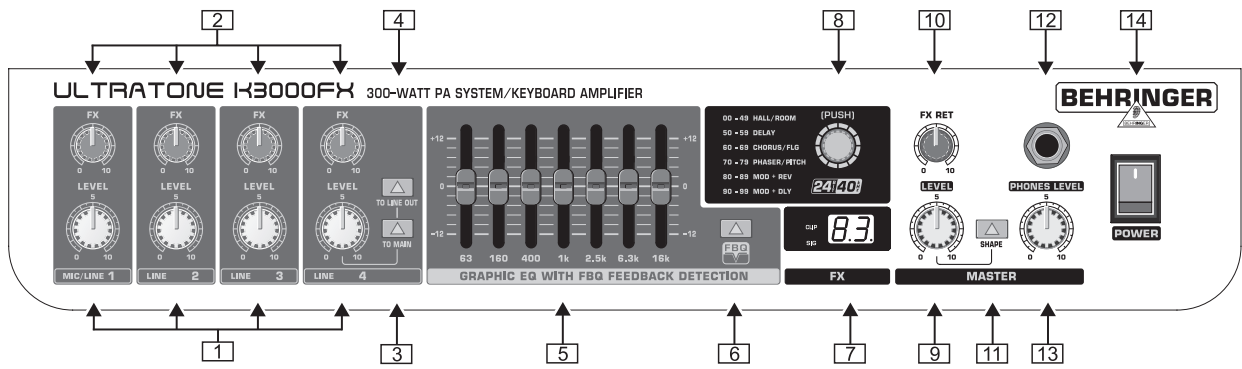 2 4 8 10 12 14
ULTRATONE K3000FX 300-WATT PA SYSTEM/KEYBOARD AMPLIFIER
BEHRINGER
BEHRINGER
FX FX FX FX
0 10 0 10 0 10 0 10
LEVEL LEVEL LEVEL LEVEL
5 5 5 5
0 10 0 10 0 10 0 10
MIC/LINE 1 LINE 2 LINE 3 LINE 4
TO LINE OUT
TO MAIN
+12 +12
0 0
-12 -12
63 160 400 1k 2.5k 6.3k 16k
FBQ
GRAPHIC EQ WITH FBQ FEEDBACK DETECTION
00 - 49 HALL/ROOM
50 - 59 DELAY
60 - 69 CHORUS/FLG
70 - 79 PHASER/PITCH
80 - 89 MOD + REV
90 - 99 MOD + DLY
(PUSH)
24 40
CLIP
SIG
8.3.
FX
FX RET
0 10
LEVEL
5
0 10
SHAPE
PHONES LEVEL
5
0 10
MASTER
POWER
1 3 5 6 7 9 11 13